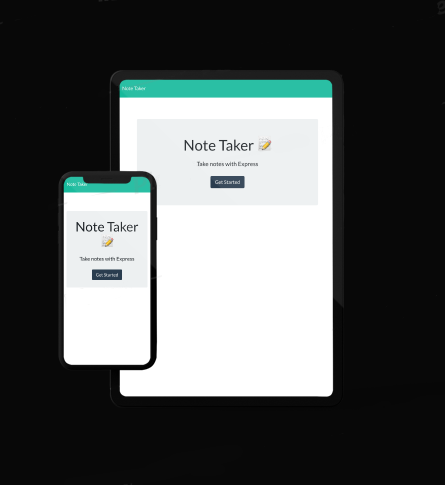 Note Taker
Note Taker 📝
Take notes with Express
Get Started
Note Taker
Note Taker
📝
Take notes with Express
Get Started